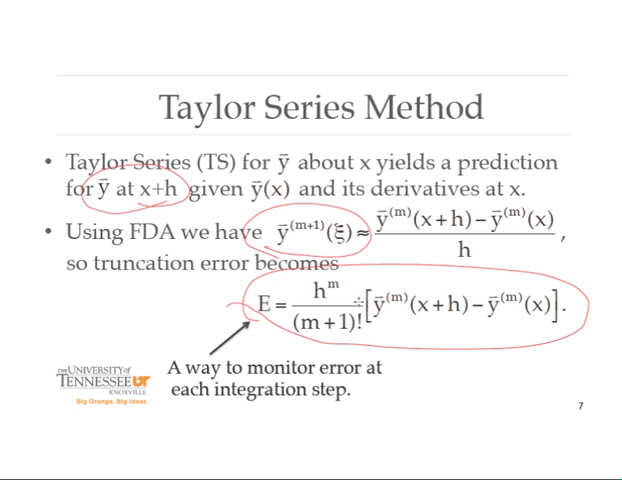 Taylor Series Method
• Taylor Series (TS) for y⃗ about x yields a prediction
for y⃗ at x+h given y⃗(x) and its derivatives at x.
• Using FDA we have y⃗^(m+1)(ξ) ≈ (y⃗^(m)(x+h) − y⃗^(m)(x)) / h ,
so truncation error becomes
E = h^m / (m+1)! [y⃗^(m)(x+h) − y⃗^(m)(x)].
A way to monitor error at
each integration step.
THE UNIVERSITY of
TENNESSEE UT
KNOXVILLE
Big Orange. Big Ideas.
7